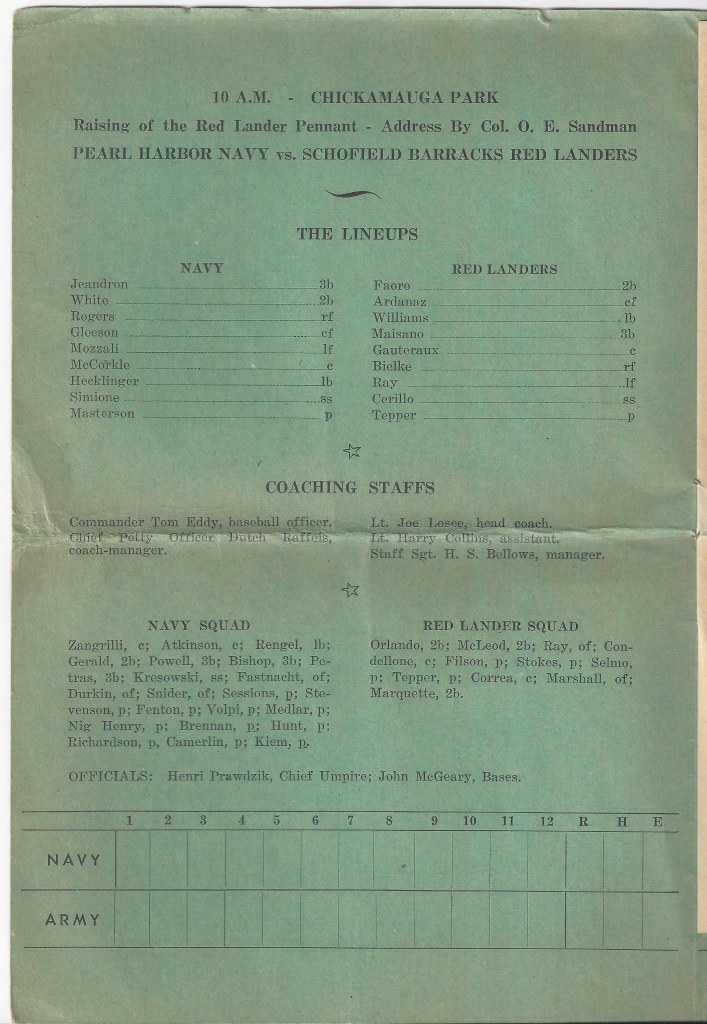 10 A.M. - CHICKAMAUGA PARK
Raising of the Red Lander Pennant - Address By Col. O. E. Sandman
PEARL HARBOR NAVY vs. SCHOFIELD BARRACKS RED LANDERS
THE LINEUPS
NAVY
Jeandron 3b
White 2b
Rogers rf
Gleeson cf
Mozzali lf
McCorkle c
Hecklinger 1b
Simione ss
Masterson p
RED LANDERS
Faoro 2b
Ardanaz cf
Williams 1b
Maisano 3b
Gauteraux c
Bielke rf
Ray lf
Cerillo ss
Tepper p
COACHING STAFFS
Commander Tom Eddy, baseball officer.
Chief Petty Officer Dutch Raffeis,
coach-manager.
Lt. Joe Losee, head coach.
Lt. Harry Collins, assistant.
Staff Sgt. H. S. Bellows, manager.
NAVY SQUAD
Zangrilli, c; Atkinson, c; Rengel, 1b;
Gerald, 2b; Powell, 3b; Bishop, 3b; Pe-
tras, 3b; Kresowski, ss; Fastnacht, of;
Durkin, of; Snider, of; Sessions, p; Ste-
venson, p; Fenton, p; Volpi, p; Medlar, p;
Nig Henry, p; Brennan, p; Hunt, p;
Richardson, p, Camerlin, p; Kiem, p.
RED LANDER SQUAD
Orlando, 2b; McLeod, 2b; Ray, of; Con-
dellone, c; Filson, p; Stokes, p; Selmo,
p; Tepper, p; Correa, c; Marshall, of;
Marquette, 2b.
OFFICIALS: Henri Prawdzik, Chief Umpire; John McGeary, Bases.
1 2 3 4 5 6 7 8 9 10 11 12 R H E
NAVY
ARMY